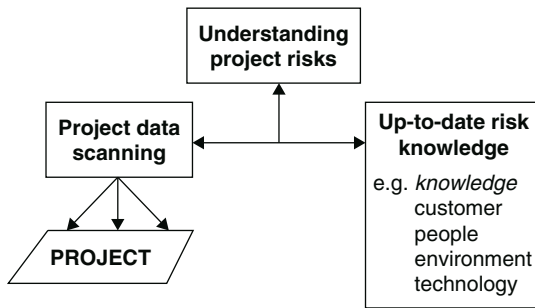 Understanding
project risks
Project data
scanning
PROJECT
Up-to-date risk
knowledge
e.g. knowledge
customer
people
environment
technology